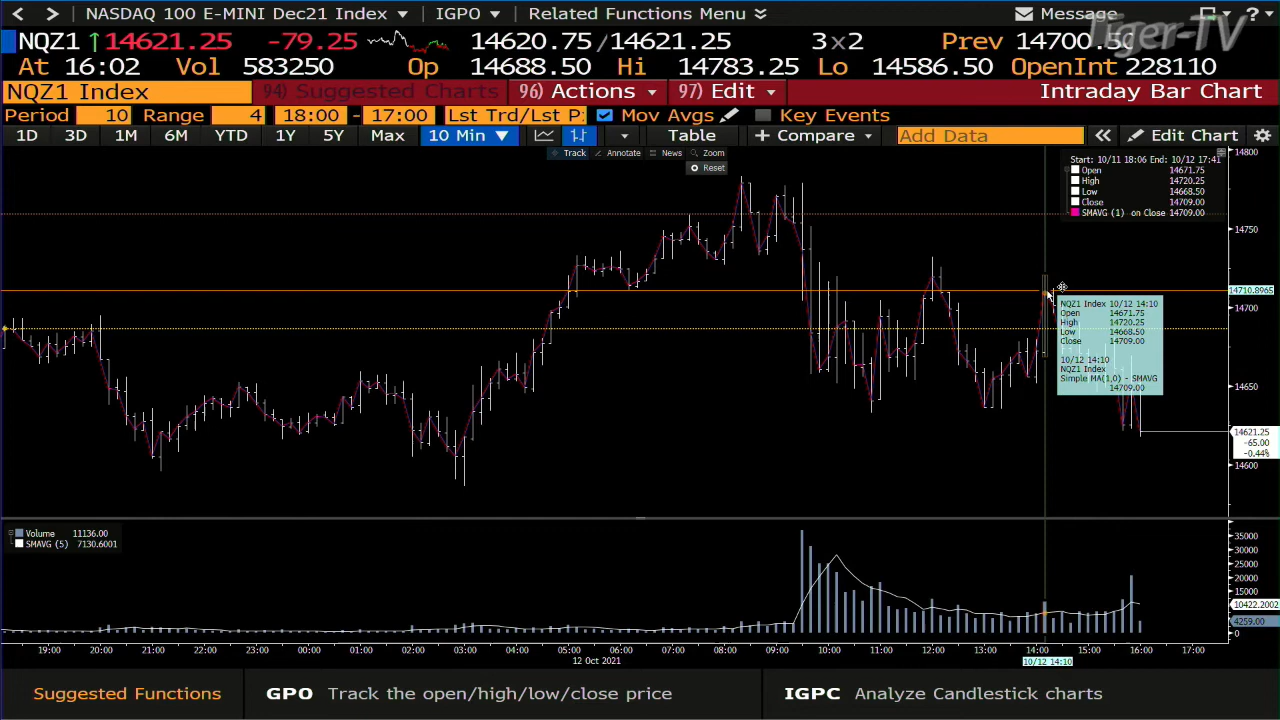 < > NASDAQ 100 E-MINI Dec21 Index IGPO Related Functions Menu Message ?
Tiger-TV
NQZ1 ↑14621.25 -79.25 14620.75/14621.25 3x2 Prev 14700.50
At 16:02 Vol 583250 Op 14688.50 Hi 14783.25 Lo 14586.50 OpenInt 228110
NQZ1 Index 94) Suggested Charts 96) Actions 97) Edit Intraday Bar Chart
Period 10 Range 4 18:00 - 17:00 Lst Trd/Lst P: Mov Avgs Key Events
1D 3D 1M 6M YTD 1Y 5Y Max 10 Min ▼ Table + Compare Add Data « Edit Chart
Track Annotate News Zoom
Reset
Start: 10/11 18:06 End: 10/12 17:41
Open 14671.75
High 14720.25
Low 14668.50
Close 14709.00
SMAVG (1) on Close 14709.00
14800
14750
14710.8965
14700
14650
14621.25
-65.00
-0.44%
14600
NQZ1 Index 10/12 14:10
Open 14671.75
High 14720.25
Low 14668.50
Close 14709.00
10/12 14:10
NQZ1 Index
Simple MA(1,0) - SMAVG
14709.00
Volume 11136.00
SMAVG (5) 7130.6001
35000
30000
25000
20000
15000
10422.2002
4259.00
0
19:00 20:00 21:00 22:00 23:00 00:00 01:00 02:00 03:00 04:00 05:00 06:00 07:00 08:00 09:00 10:00 11:00 12:00 13:00 14:00 15:00 16:00 17:00
12 Oct 2021 10/12 14:10
Suggested Functions GPO Track the open/high/low/close price IGPC Analyze Candlestick charts